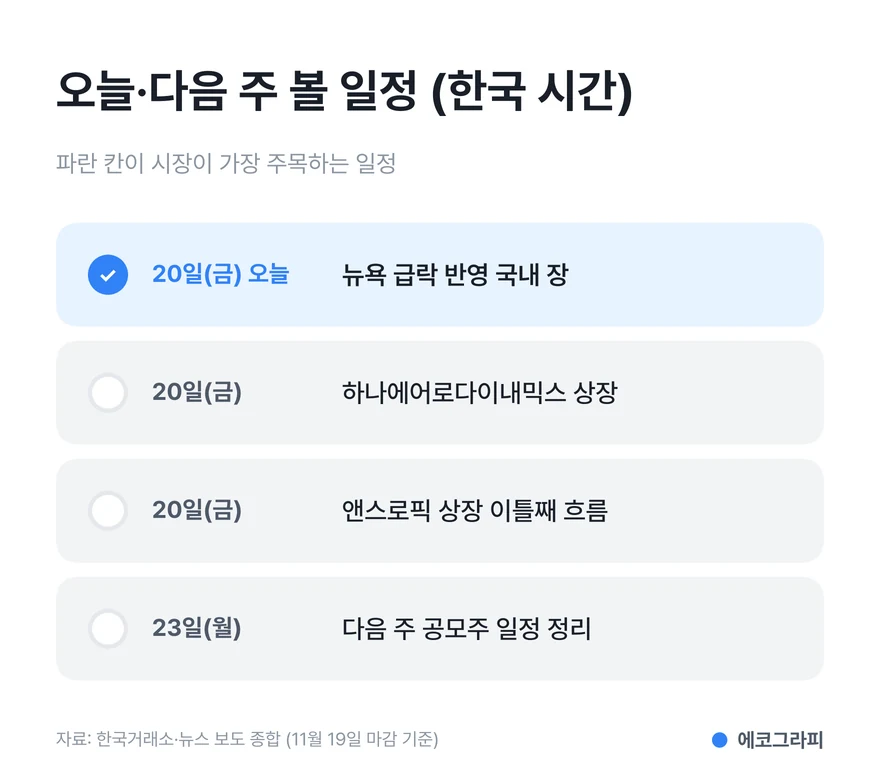 오늘·다음 주 볼 일정 (한국 시간)
파란 칸이 시장이 가장 주목하는 일정
20일(금) 오늘 뉴욕 급락 반영 국내 장
20일(금) 하나에어로다이내믹스 상장
20일(금) 앤스로픽 상장 이틀째 흐름
23일(월) 다음 주 공모주 일정 정리
자료: 한국거래소·뉴스 보도 종합 (11월 19일 마감 기준) 에코그라피